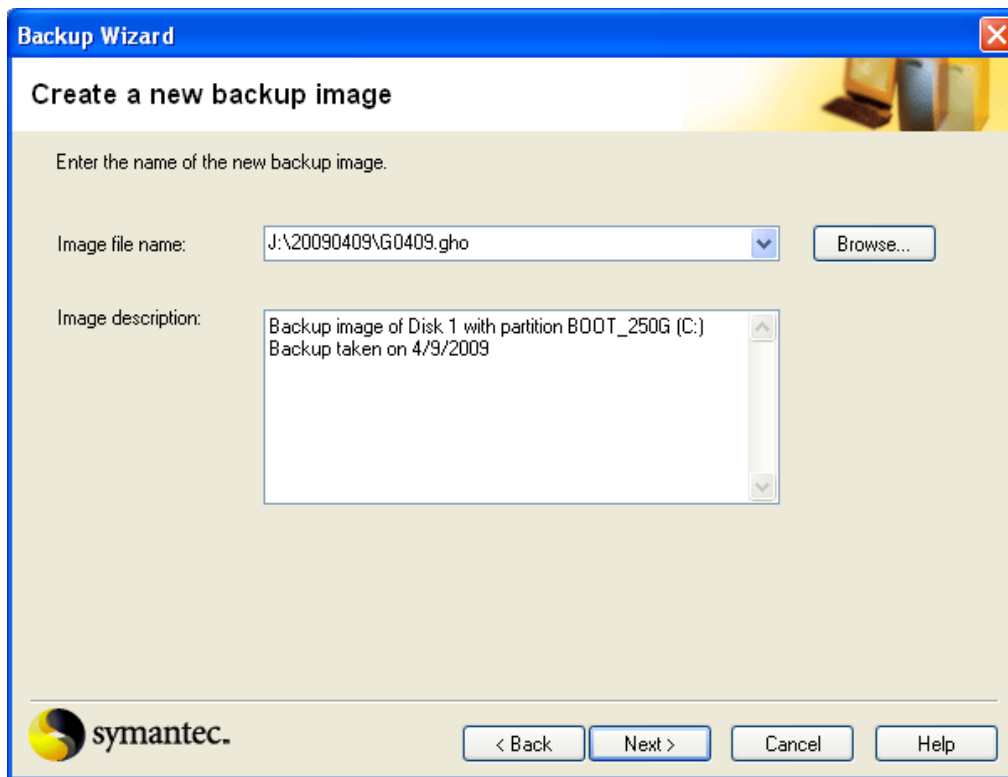 Backup Wizard
Create a new backup image
Enter the name of the new backup image.
Image file name: J:\20090409\G0409.gho Browse...
Image description: Backup image of Disk 1 with partition BOOT_250G (C:)
Backup taken on 4/9/2009
symantec. < Back Next > Cancel Help